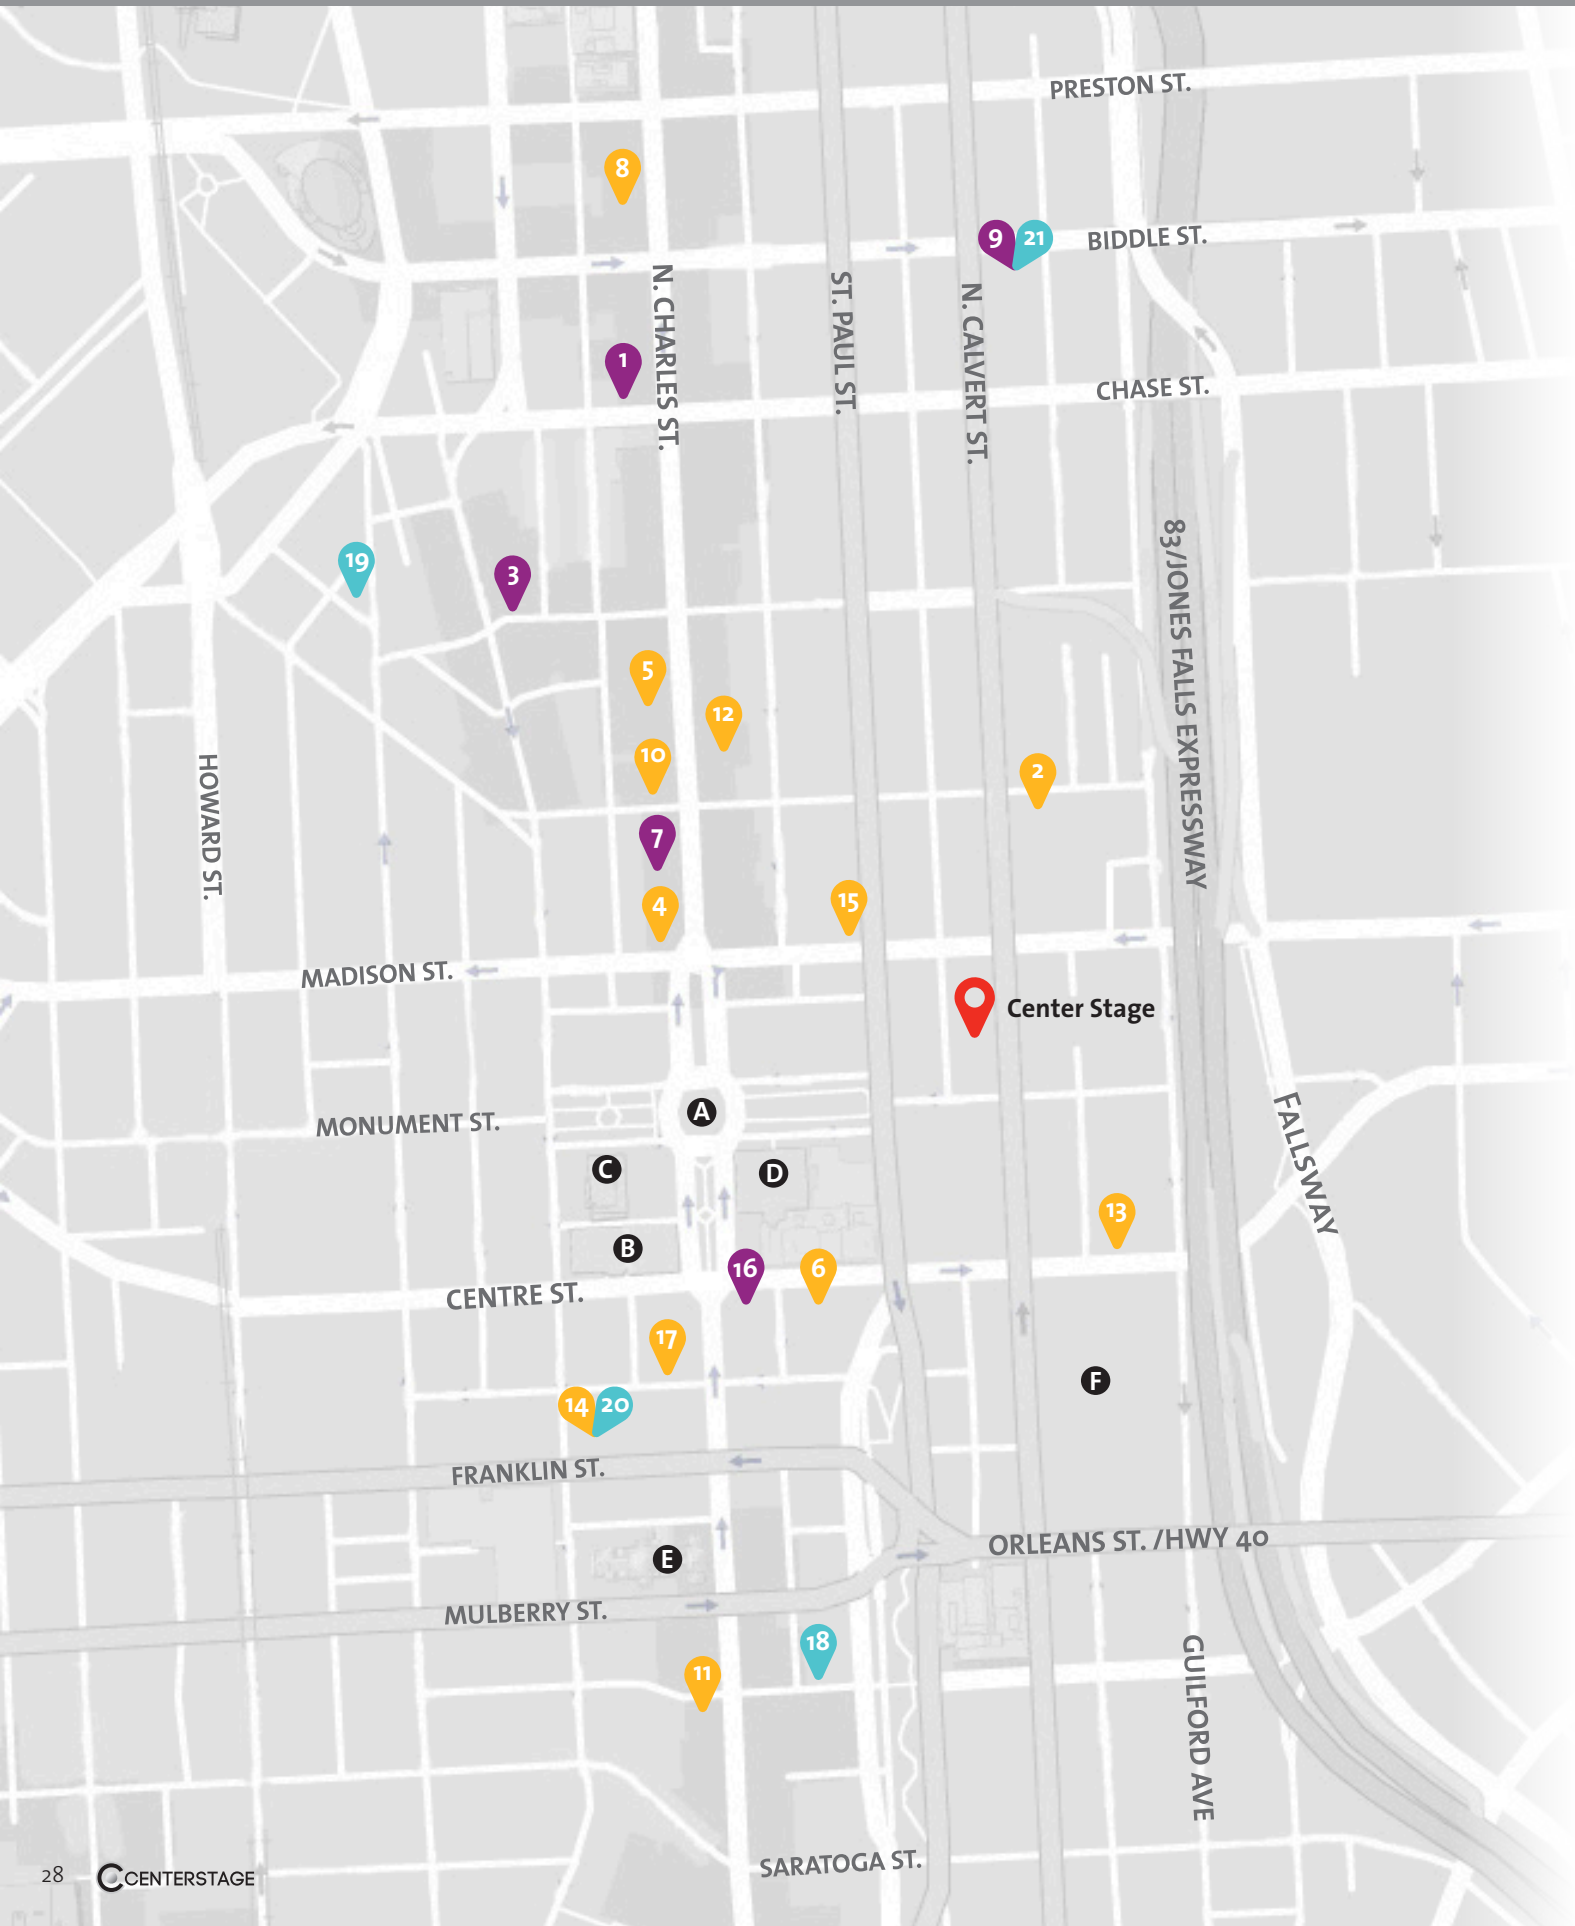 PRESTON ST.
8
9
21
BIDDLE ST.
N. CHARLES ST.
ST. PAUL ST.
N. CALVERT ST.
1
CHASE ST.
19
3
83/JONES FALLS EXPRESSWAY
5
12
10
2
HOWARD ST.
7
4
15
MADISON ST.
Center Stage
A
MONUMENT ST.
FALLSWAY
C
D
13
B
16
6
CENTRE ST.
17
F
14
20
FRANKLIN ST.
ORLEANS ST. /HWY 40
E
MULBERRY ST.
18
11
GUILFORD AVE
SARATOGA ST.
28
CENTERSTAGE